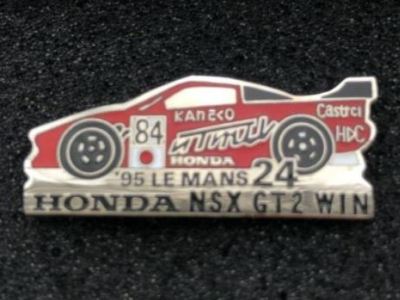 KANEKO
84
Castrol
HDC
HONDA
'95 LE MANS 24
HONDA NSX GT2 WIN